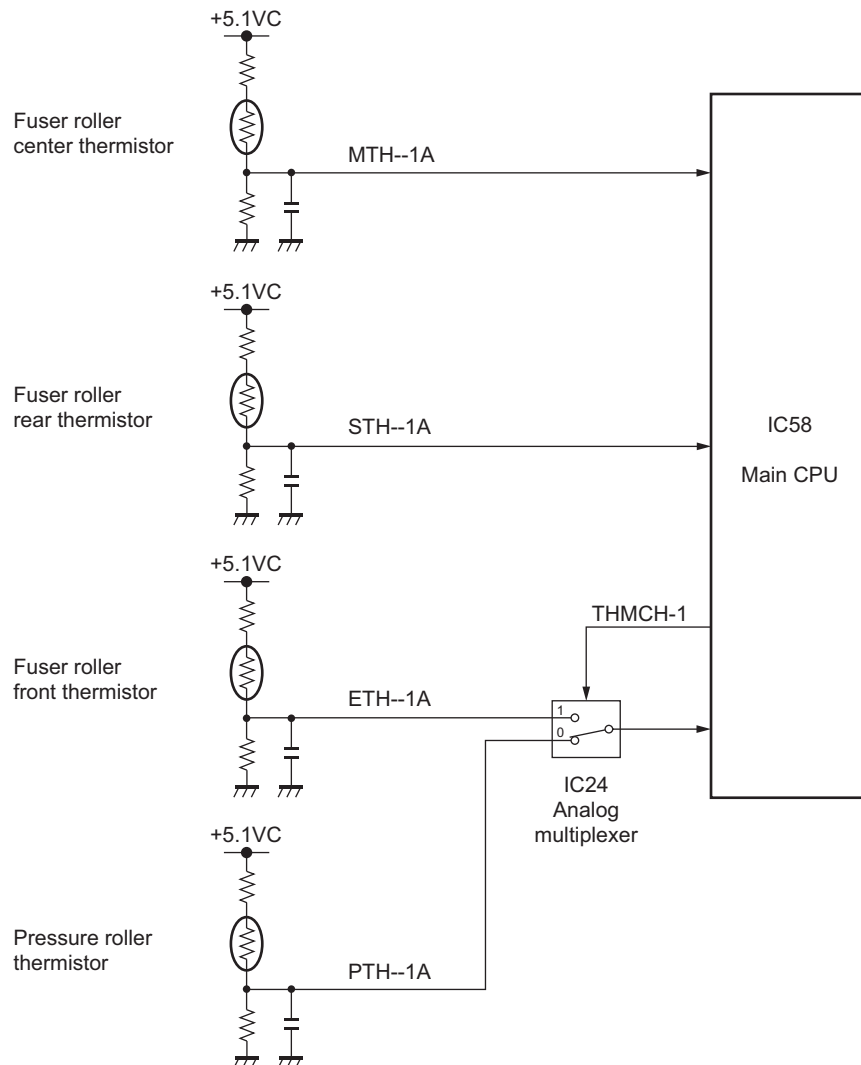 +5.1VC
Fuser roller
center thermistor
MTH--1A
+5.1VC
Fuser roller
rear thermistor
STH--1A
IC58
Main CPU
+5.1VC
THMCH-1
Fuser roller
front thermistor
ETH--1A
1
0
IC24
Analog
multiplexer
+5.1VC
Pressure roller
thermistor
PTH--1A